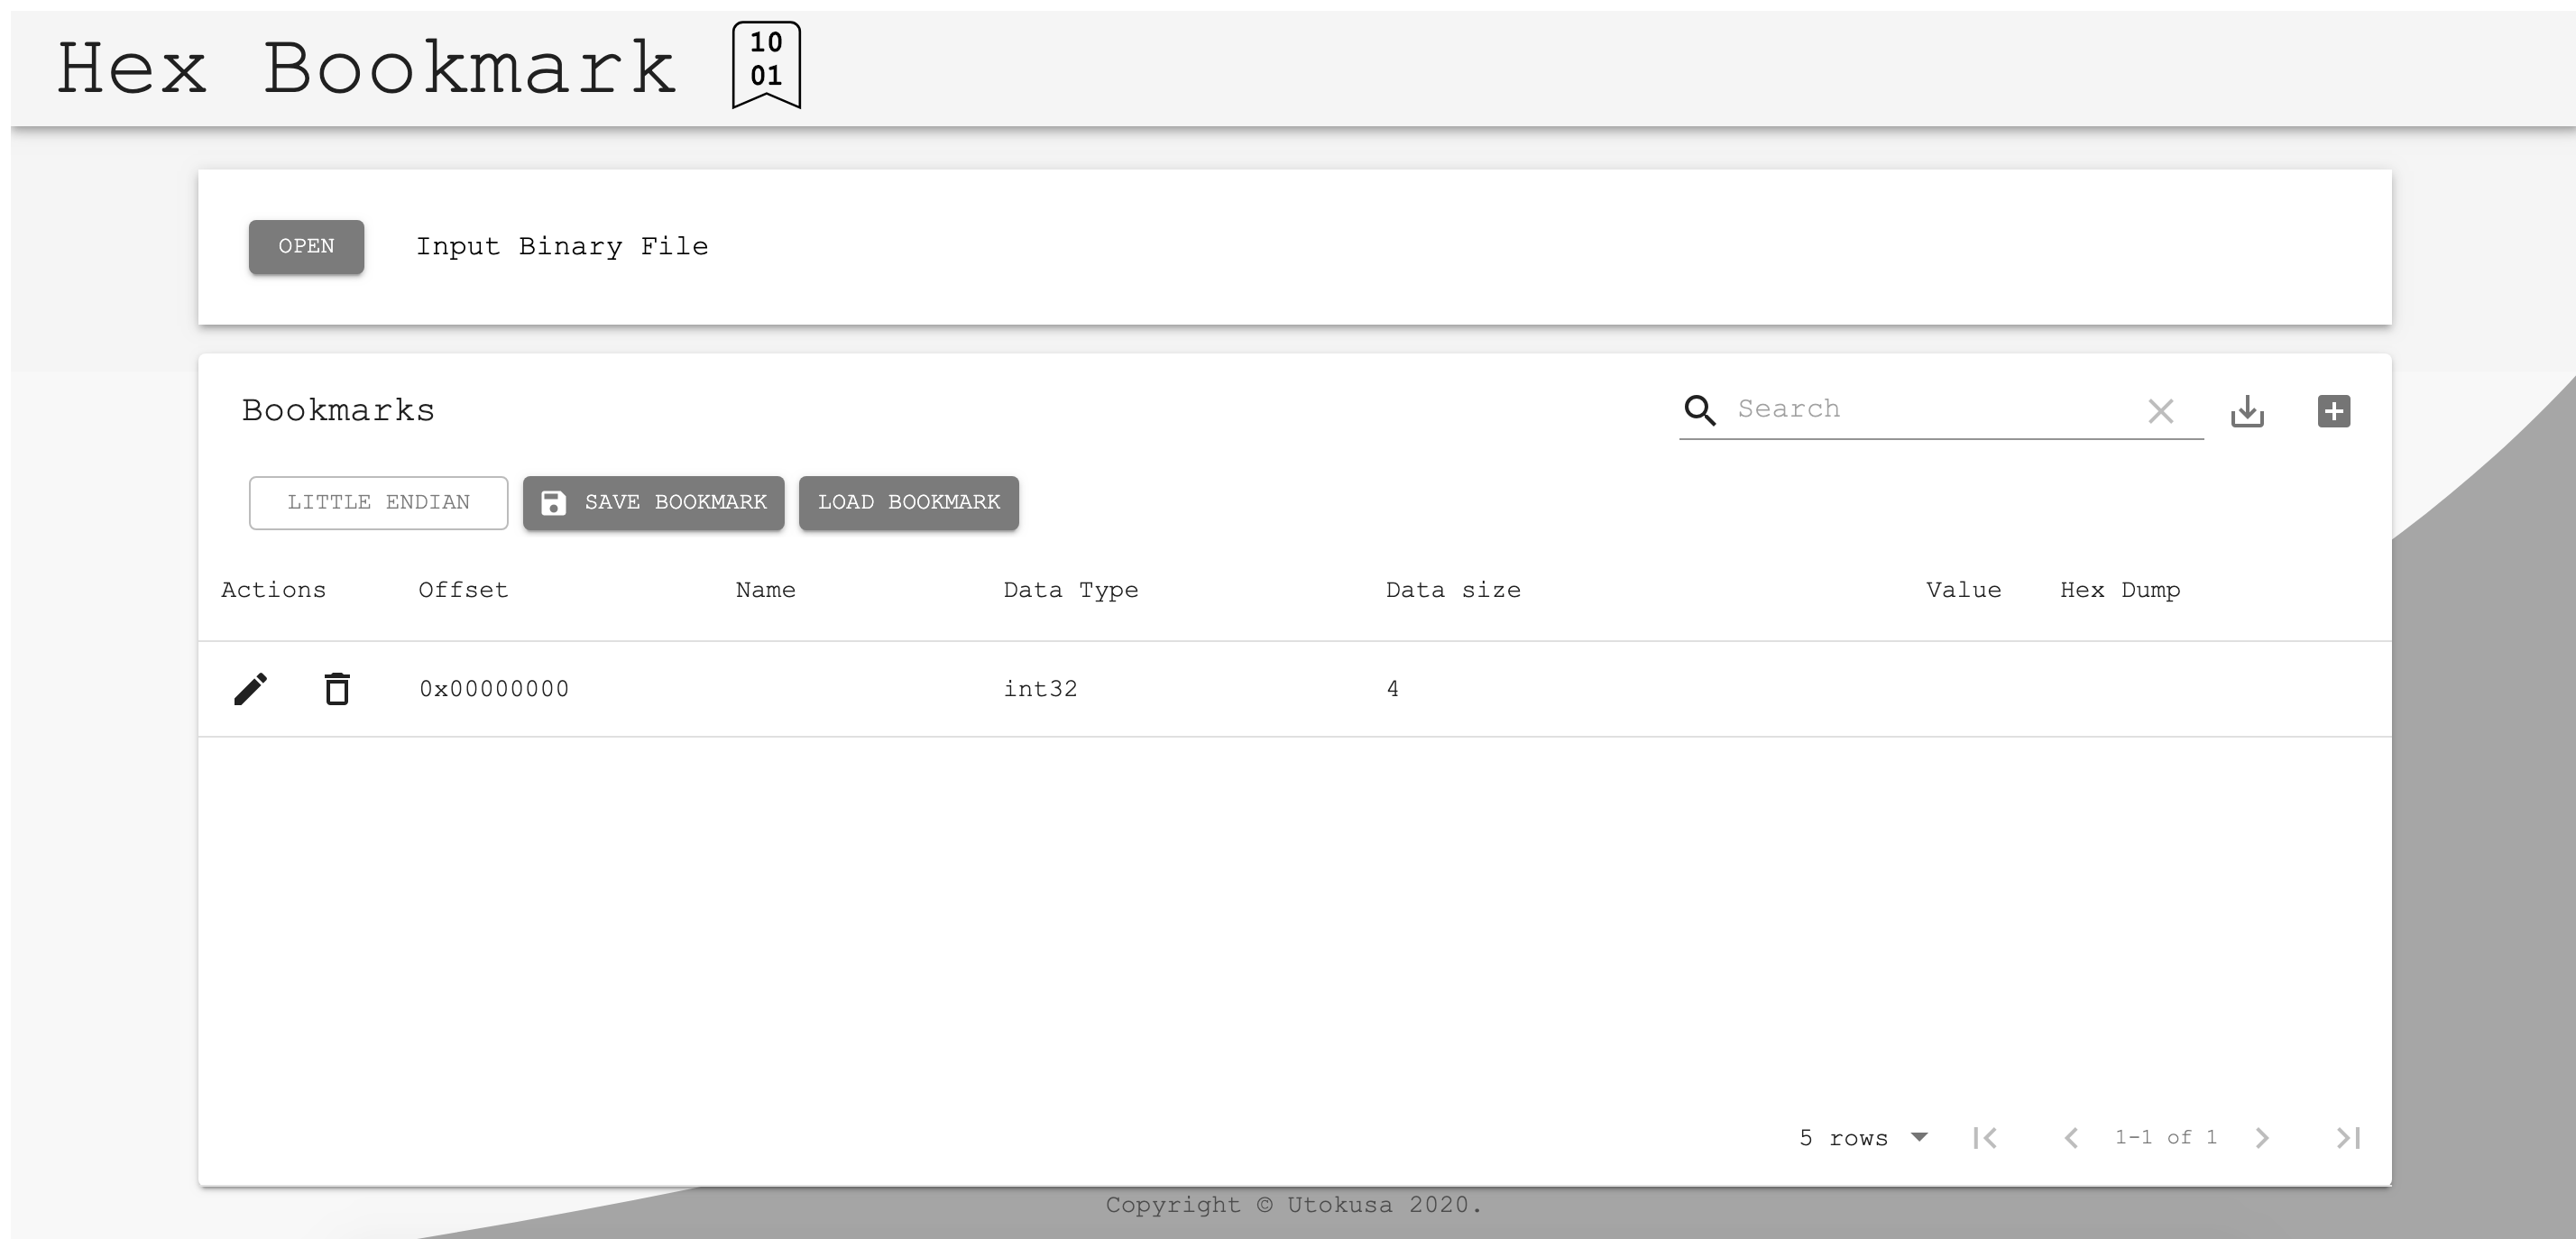 Hex Bookmark
10
01
OPEN Input Binary File
Bookmarks Search
LITTLE ENDIAN SAVE BOOKMARK LOAD BOOKMARK
Actions Offset Name Data Type Data size Value Hex Dump
0x00000000 int32 4
5 rows 1-1 of 1
Copyright © Utokusa 2020.